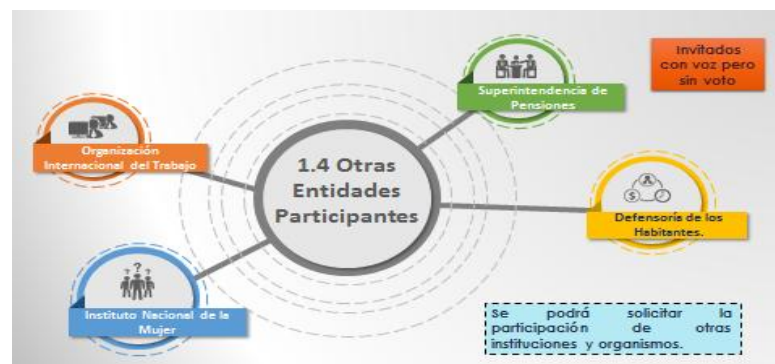 Invitados
con voz pero
sin voto
Superintendencia de
Pensiones
Organización
Internacional del Trabajo
1.4 Otras
Entidades
Participantes
Defensoría de los
Habitantes.
Instituto Nacional de la
Mujer
Se podrá solicitar la
participación de otras
instituciones y organismos.